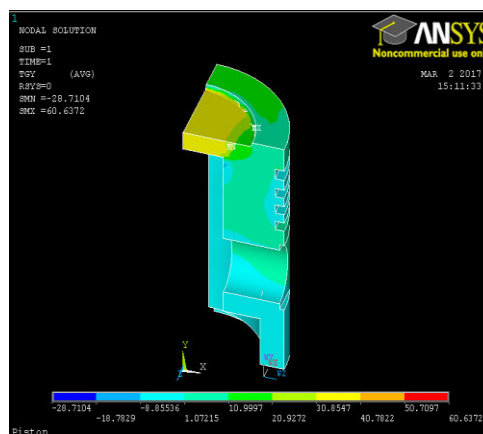 1
NODAL SOLUTION
SUB =1
TIME=1
TGY (AVG)
RSYS=0
SMN =-28.7104
SMX =60.6372
ANSYS
Noncommercial use on
MAR 2 2017
15:11:33
MX
MN
Y
X
Z
-28.7104 -8.85536 10.9997 30.8547 50.7097
-18.7829 1.07215 20.9272 40.7822 60.6372
Piston